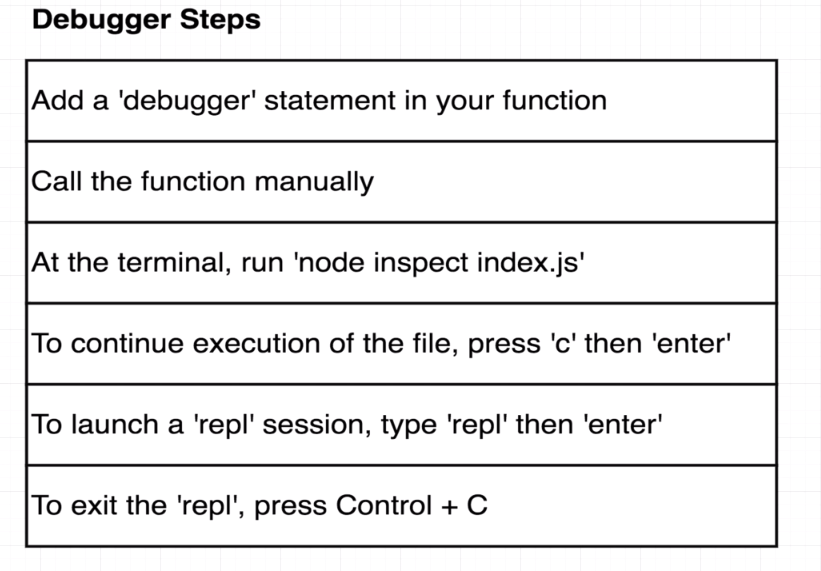 Debugger Steps
Add a 'debugger' statement in your function
Call the function manually
At the terminal, run 'node inspect index.js'
To continue execution of the file, press 'c' then 'enter'
To launch a 'repl' session, type 'repl' then 'enter'
To exit the 'repl', press Control + C